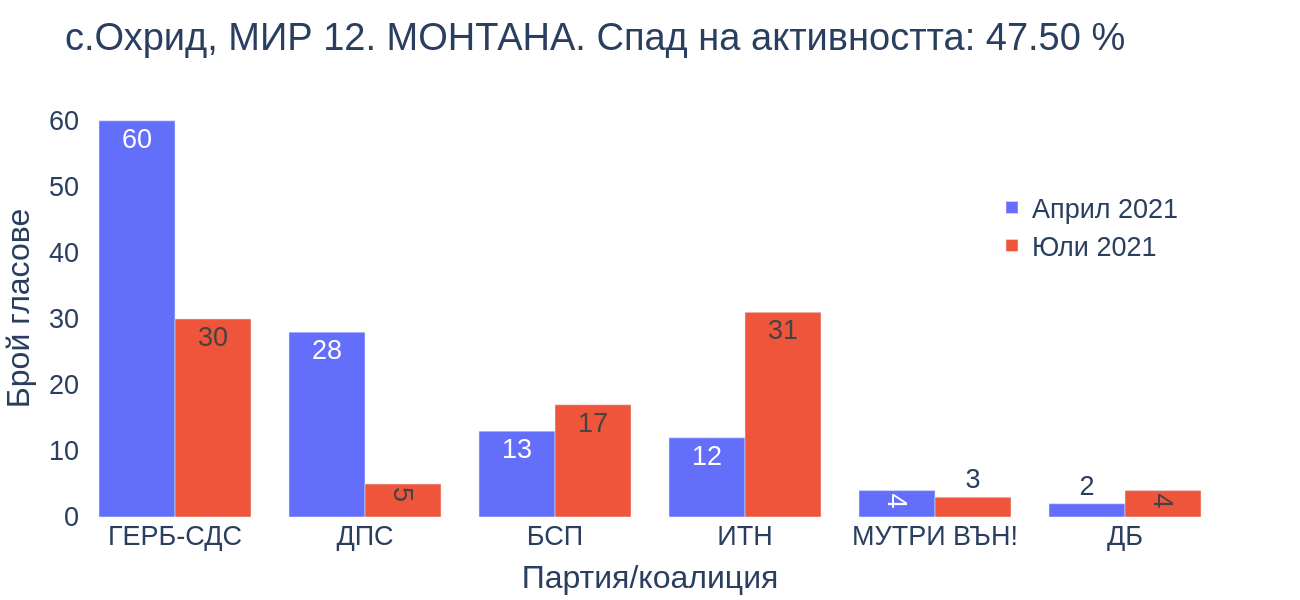 с.Охрид, МИР 12. МОНТАНА. Спад на активността: 47.50 %
60
50
40
30
20
10
0
Брой гласове
60
30
28
5
13
17
12
31
4
3
2
4
Април 2021
Юли 2021
ГЕРБ-СДС
ДПС
БСП
ИТН
МУТРИ ВЪН!
ДБ
Партия/коалиция